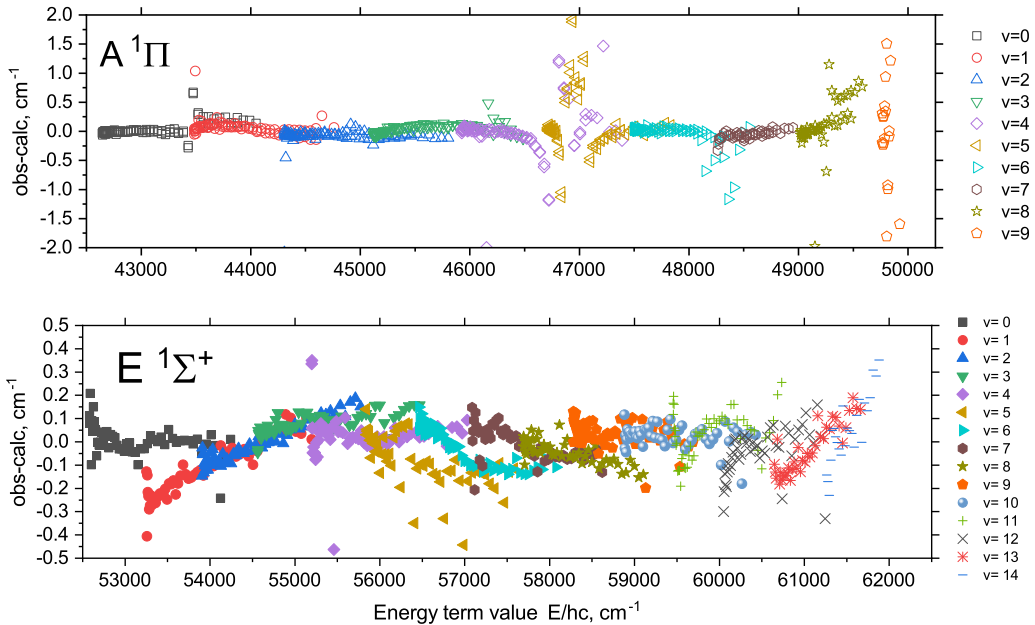 A ¹Π
obs-calc, cm⁻¹
2.0
1.5
1.0
0.5
0.0
-0.5
-1.0
-1.5
-2.0
43000 44000 45000 46000 47000 48000 49000 50000
v=0
v=1
v=2
v=3
v=4
v=5
v=6
v=7
v=8
v=9
E ¹Σ⁺
obs-calc, cm⁻¹
0.5
0.4
0.3
0.2
0.1
0.0
-0.1
-0.2
-0.3
-0.4
-0.5
53000 54000 55000 56000 57000 58000 59000 60000 61000 62000
Energy term value E/hc, cm⁻¹
v= 0
v= 1
v= 2
v= 3
v= 4
v= 5
v= 6
v= 7
v= 8
v= 9
v= 10
v= 11
v= 12
v= 13
v= 14